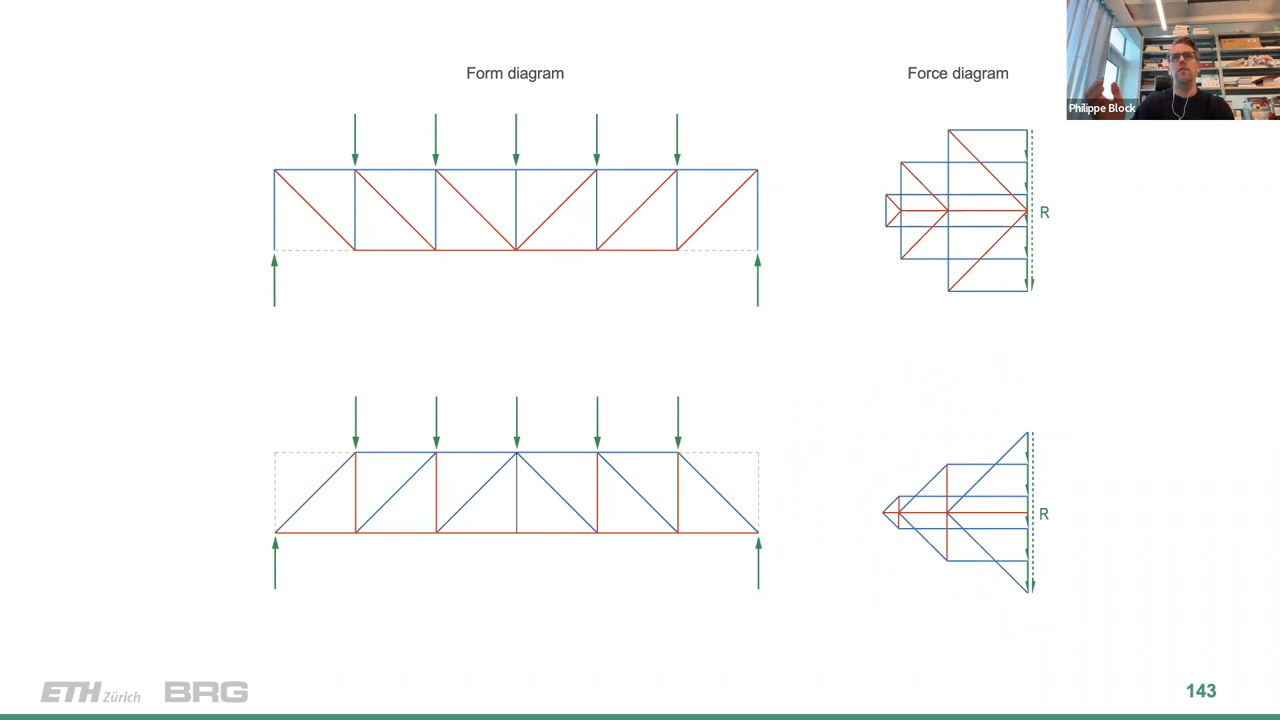 Form diagram
Force diagram
Philippe Block
R
R
ETH Zürich
BRG
143